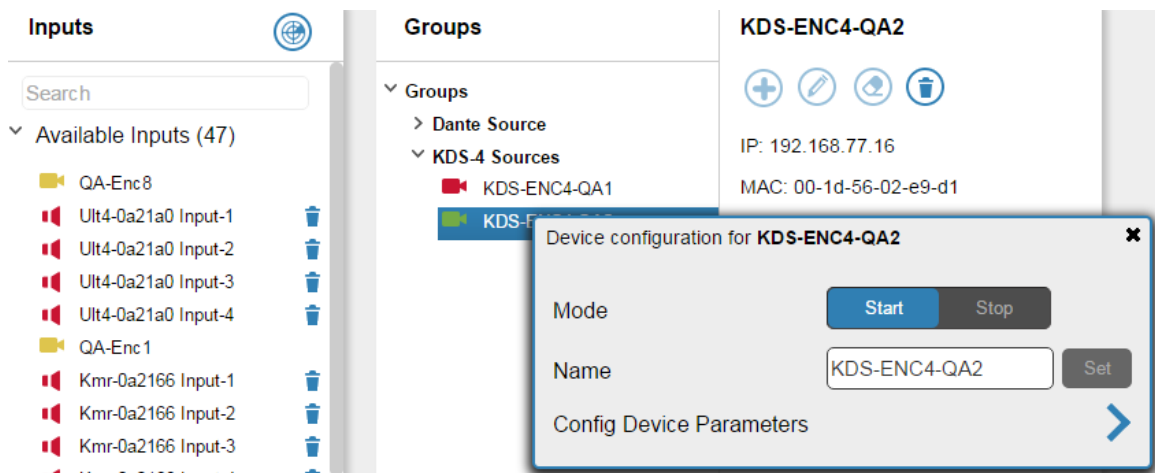 Inputs
Search
Available Inputs (47)
QA-Enc8
Ult4-0a21a0 Input-1
Ult4-0a21a0 Input-2
Ult4-0a21a0 Input-3
Ult4-0a21a0 Input-4
QA-Enc1
Kmr-0a2166 Input-1
Kmr-0a2166 Input-2
Kmr-0a2166 Input-3
Groups
Groups
Dante Source
KDS-4 Sources
KDS-ENC4-QA1
KDS-ENC4-QA2
IP: 192.168.77.16
MAC: 00-1d-56-02-e9-d1
Device configuration for KDS-ENC4-QA2
Mode
Start Stop
Name
KDS-ENC4-QA2 Set
Config Device Parameters